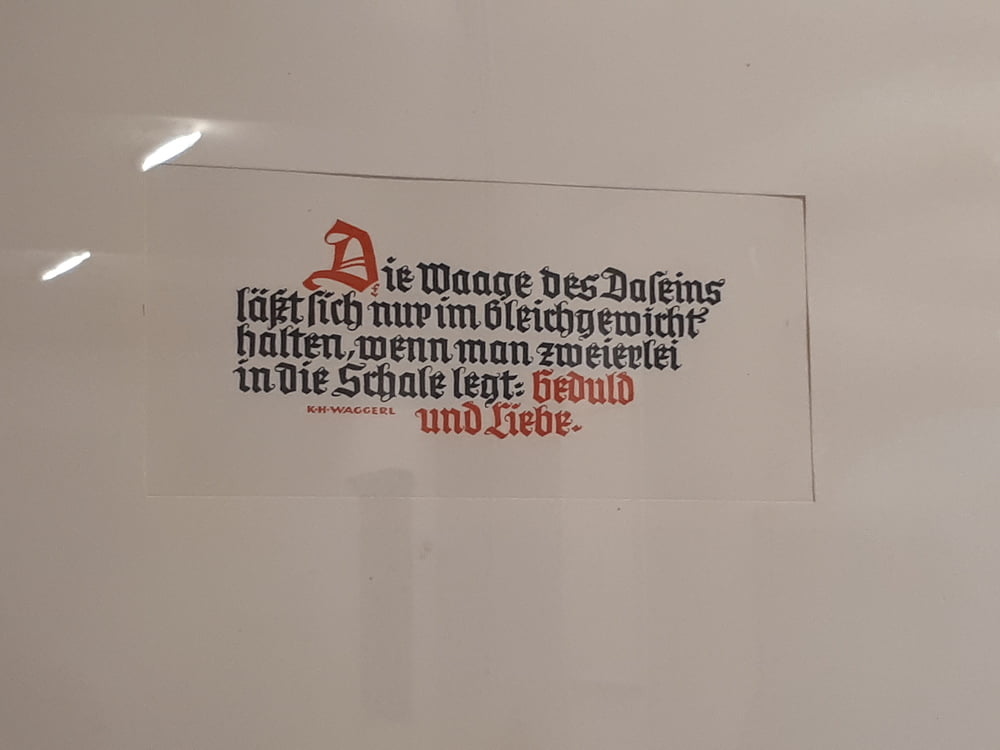 Die Waage des Daseins
läßt sich nur im Gleichgewicht
halten, wenn man zweierlei
in die Schale legt: Geduld
und Liebe.
K·H·WAGGERL